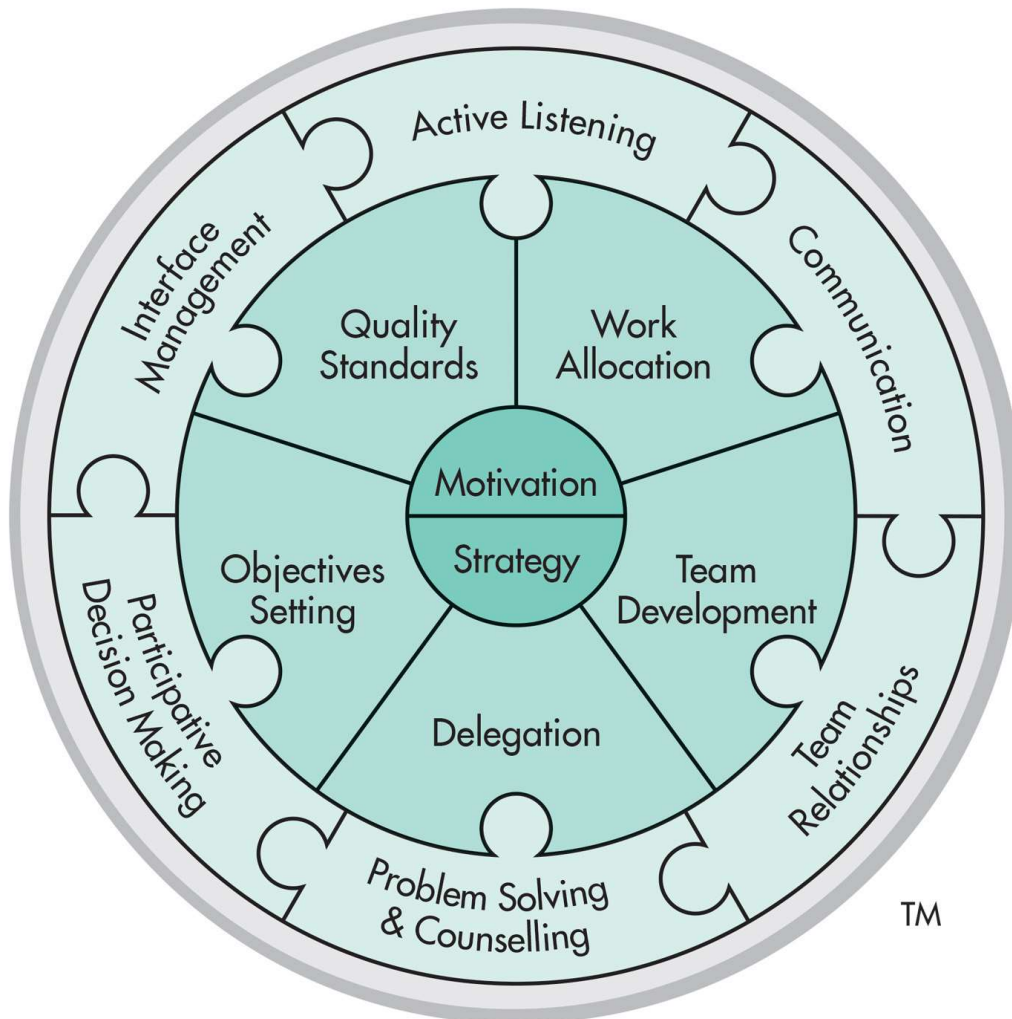 Active Listening
Communication
Interface
Management
Quality
Standards
Work
Allocation
Motivation
Strategy
Objectives
Setting
Team
Development
Participative
Decision Making
Delegation
Team
Relationships
Problem Solving
& Counselling
TM